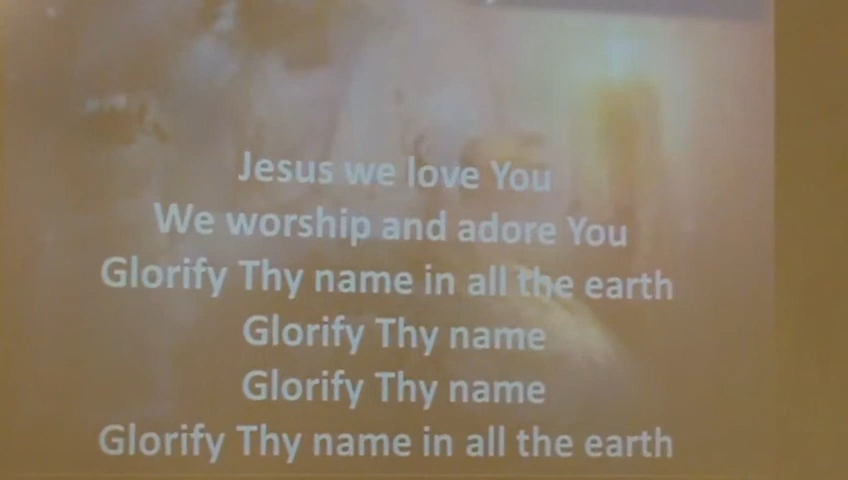 Jesus we love You
We worship and adore You
Glorify Thy name in all the earth
Glorify Thy name
Glorify Thy name
Glorify Thy name in all the earth